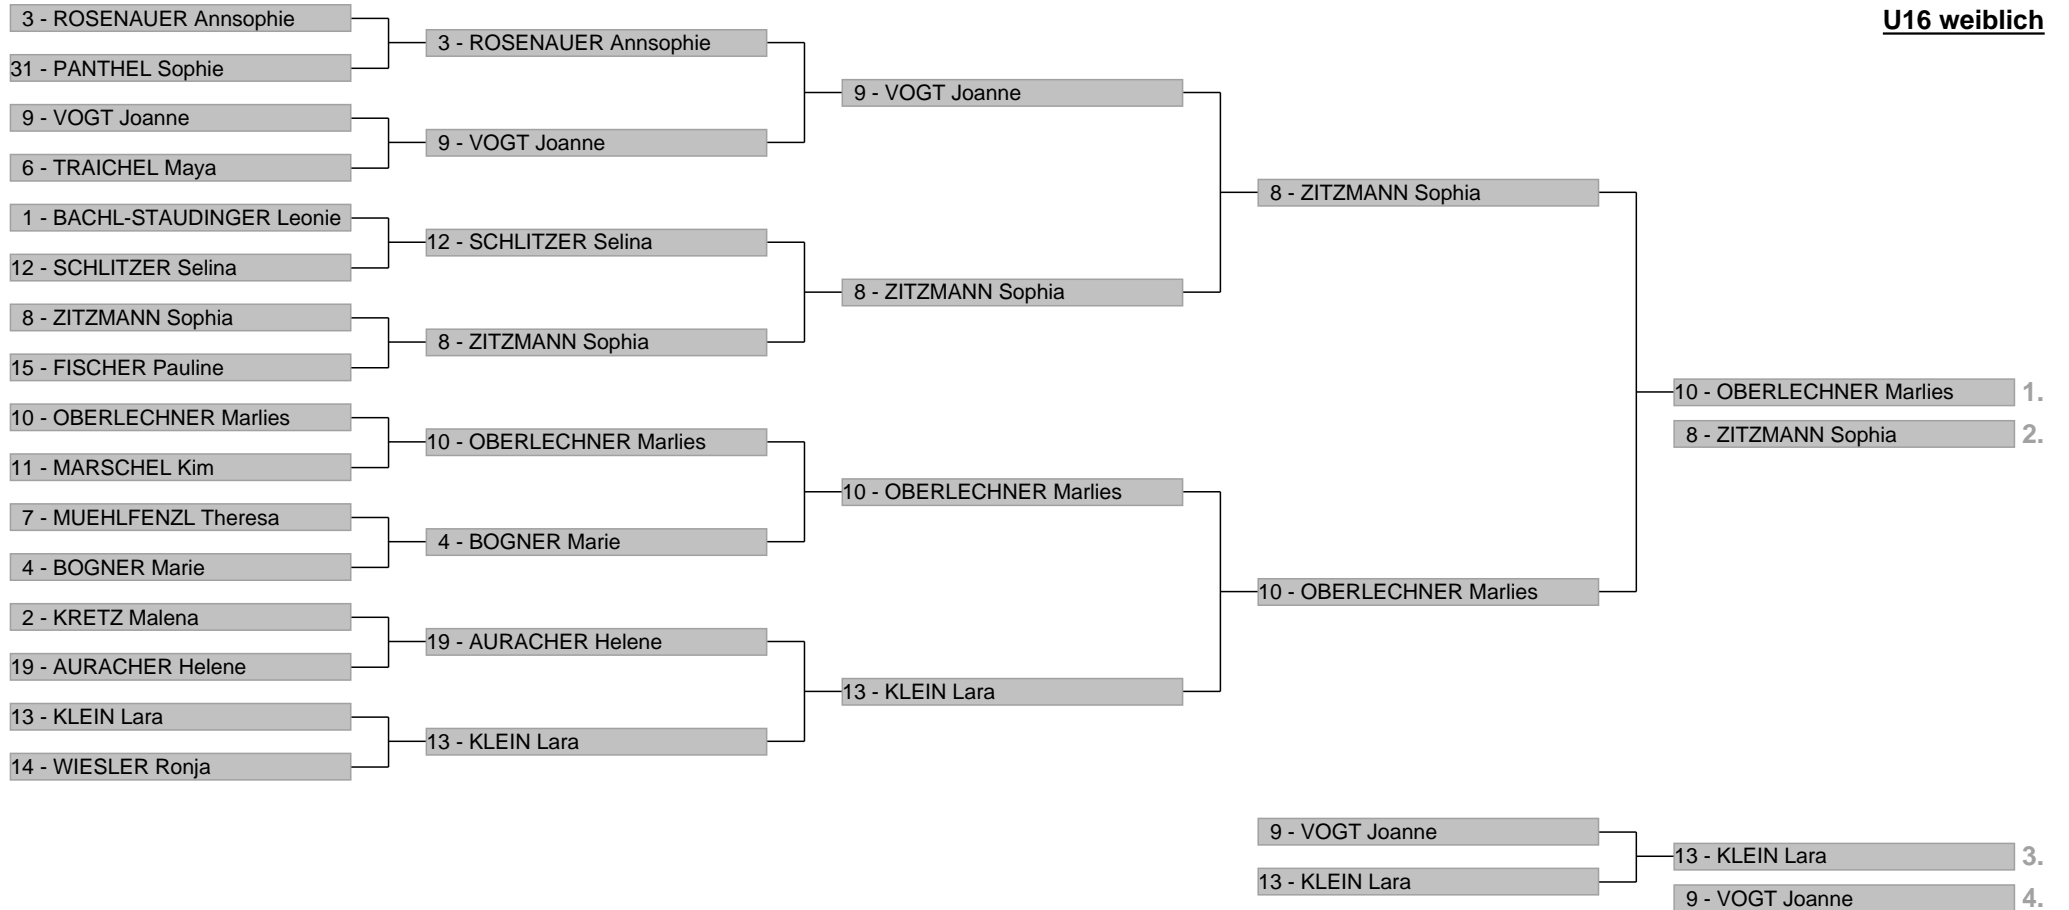 U16 weiblich
3 - ROSENAUER Annsophie
31 - PANTHEL Sophie
9 - VOGT Joanne
6 - TRAICHEL Maya
1 - BACHL-STAUDINGER Leonie
12 - SCHLITZER Selina
8 - ZITZMANN Sophia
15 - FISCHER Pauline
10 - OBERLECHNER Marlies
11 - MARSCHEL Kim
7 - MUEHLFENZL Theresa
4 - BOGNER Marie
2 - KRETZ Malena
19 - AURACHER Helene
13 - KLEIN Lara
14 - WIESLER Ronja
3 - ROSENAUER Annsophie
9 - VOGT Joanne
12 - SCHLITZER Selina
8 - ZITZMANN Sophia
10 - OBERLECHNER Marlies
4 - BOGNER Marie
19 - AURACHER Helene
13 - KLEIN Lara
9 - VOGT Joanne
8 - ZITZMANN Sophia
10 - OBERLECHNER Marlies
13 - KLEIN Lara
8 - ZITZMANN Sophia
10 - OBERLECHNER Marlies
10 - OBERLECHNER Marlies 1.
8 - ZITZMANN Sophia 2.
9 - VOGT Joanne
13 - KLEIN Lara
13 - KLEIN Lara 3.
9 - VOGT Joanne 4.